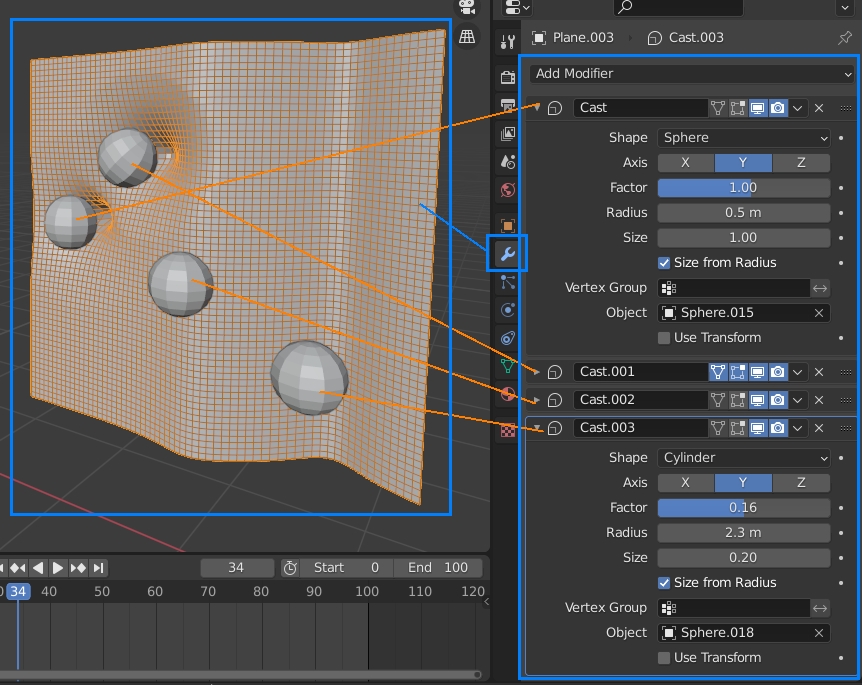 Plane.003 Cast.003
Add Modifier
Cast
Shape Sphere
Axis X Y Z
Factor 1.00
Radius 0.5 m
Size 1.00
Size from Radius
Vertex Group
Object Sphere.015
Use Transform
Cast.001
Cast.002
Cast.003
Shape Cylinder
Axis X Y Z
Factor 0.16
Radius 2.3 m
Size 0.20
Size from Radius
Vertex Group
Object Sphere.018
Use Transform
34 Start 0 End 100
0 34 40 50 60 70 80 90 100 110 120